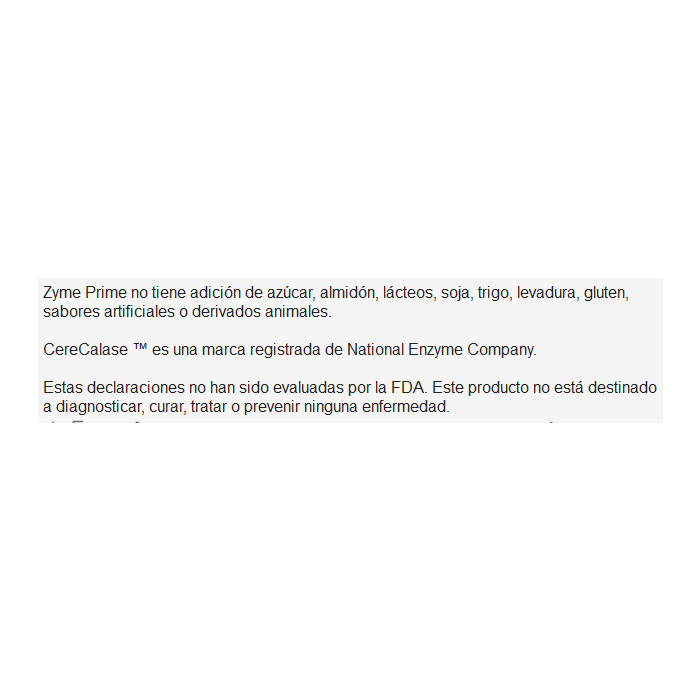 Zyme Prime no tiene adición de azúcar, almidón, lácteos, soja, trigo, levadura, gluten,
sabores artificiales o derivados animales.
CereCalase ™ es una marca registrada de National Enzyme Company.
Estas declaraciones no han sido evaluadas por la FDA. Este producto no está destinado
a diagnosticar, curar, tratar o prevenir ninguna enfermedad.